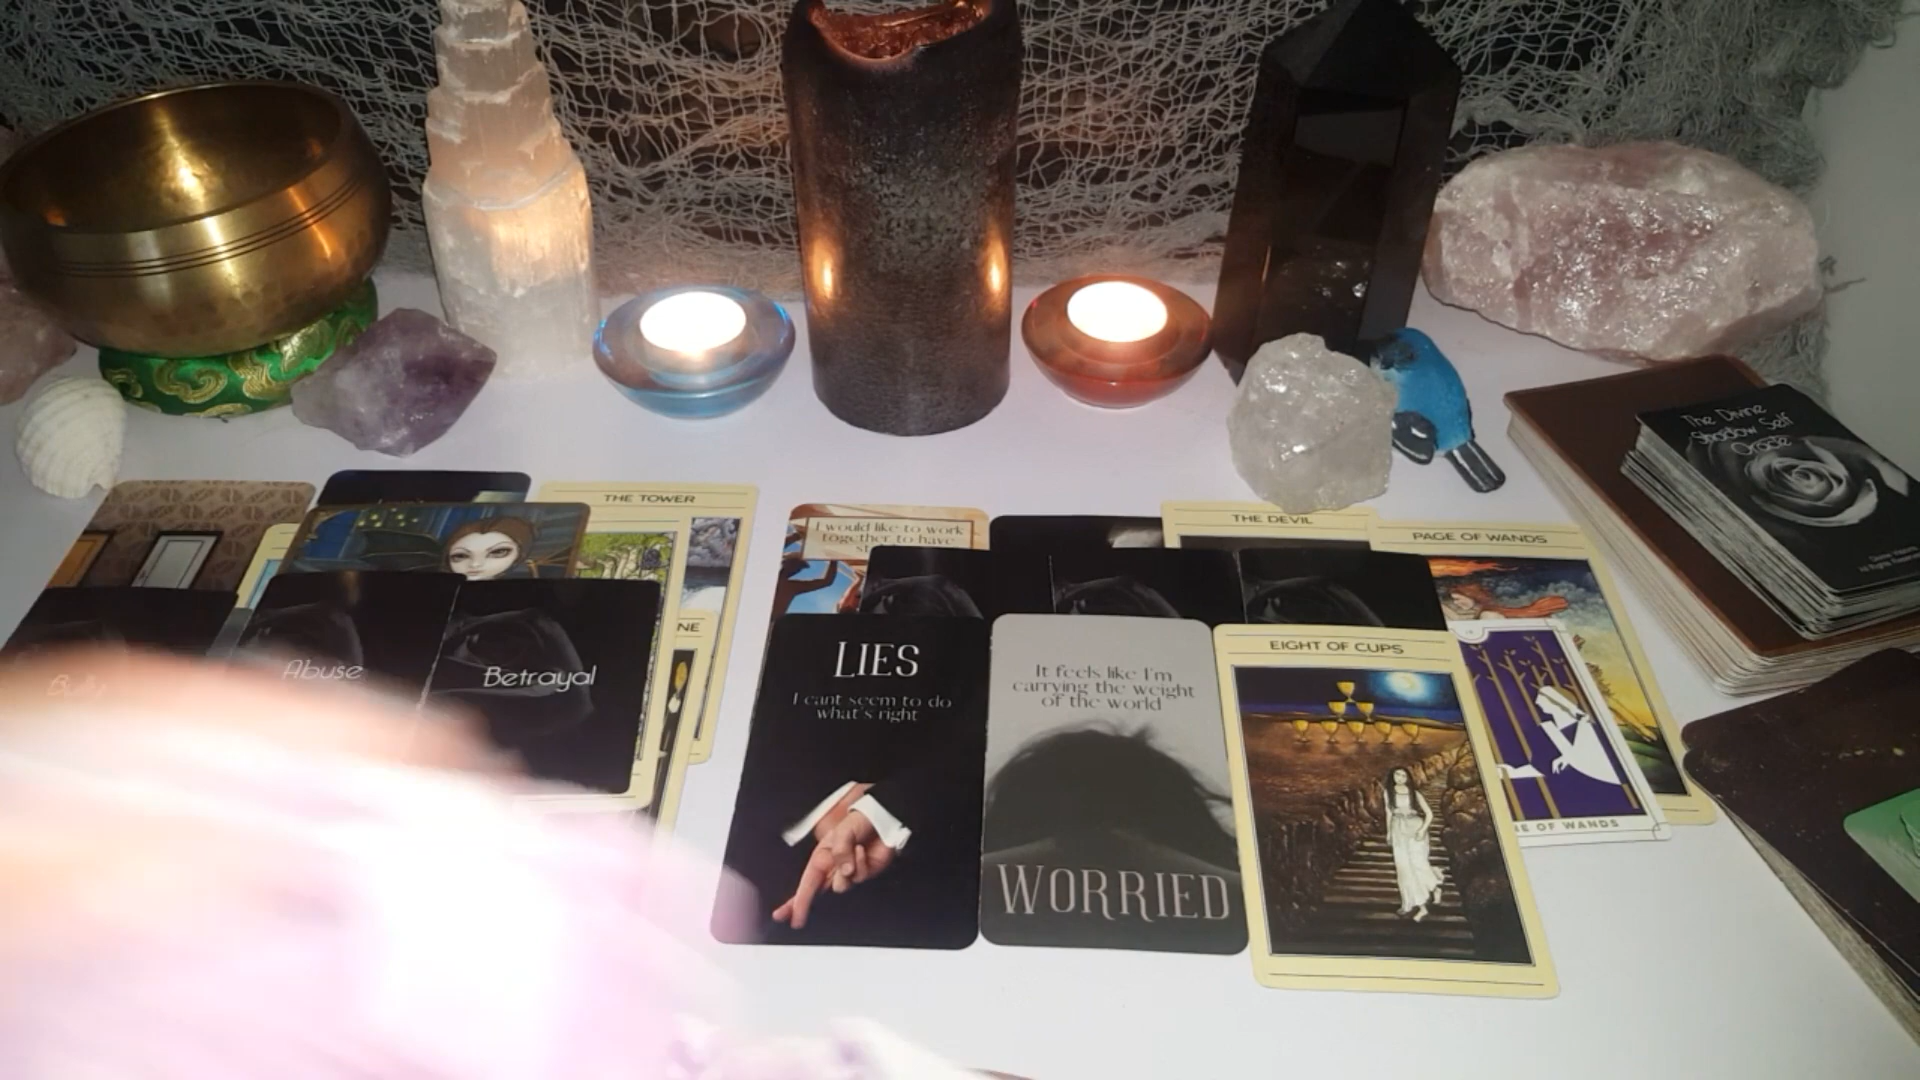 The Divine
Shadow Self
Oracle
THE TOWER
I would like to work
together to have
THE DEVIL
PAGE OF WANDS
Abuse
Betrayal
LIES
I cant seem to do
what's right
It feels like I'm
carrying the weight
of the world
WORRIED
EIGHT OF CUPS
OF WANDS